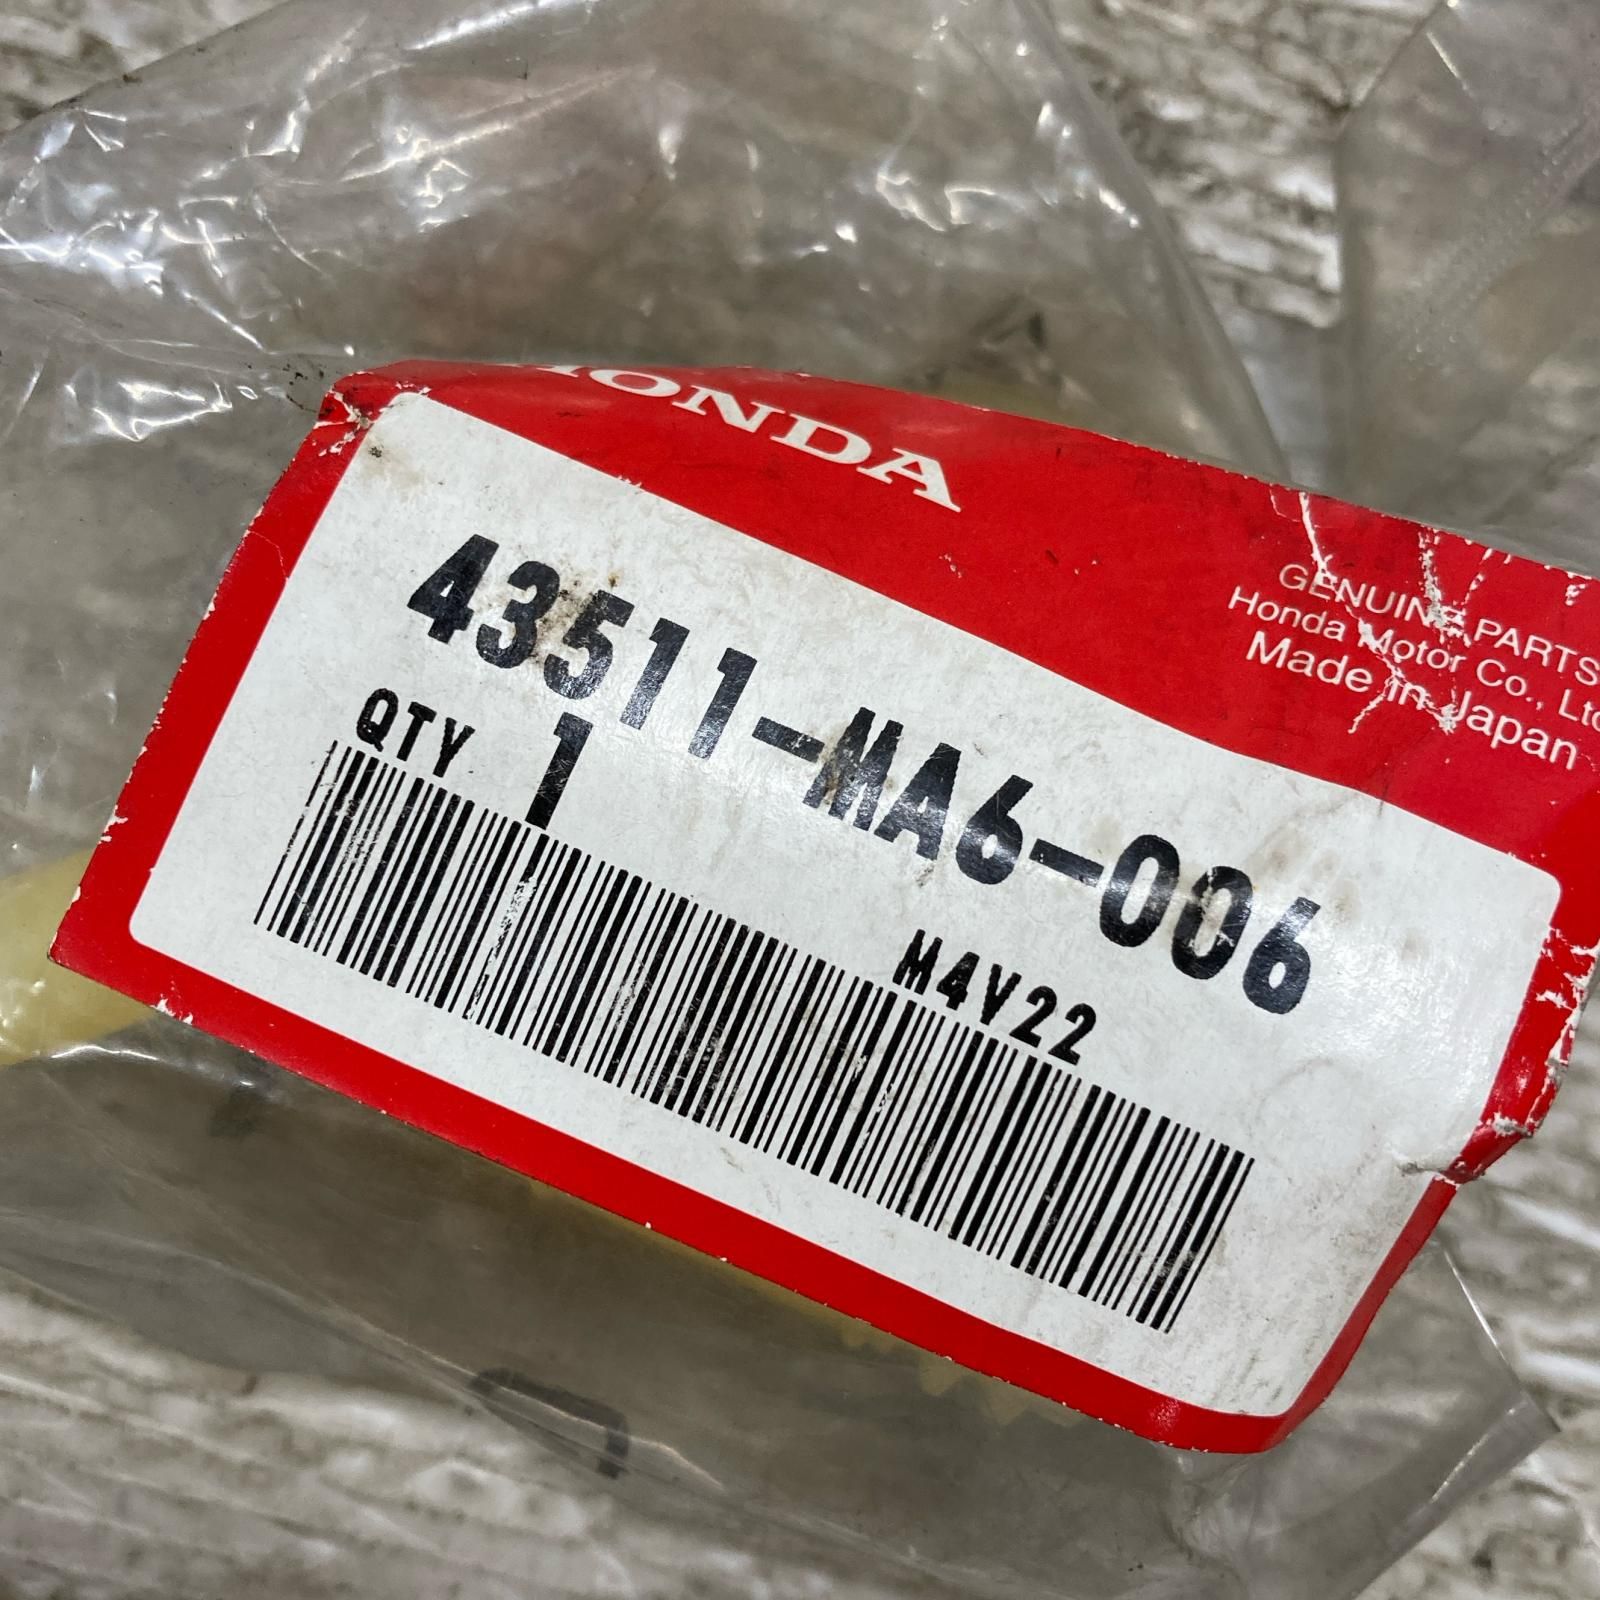 HONDA
GENUINE PARTS
Honda Motor Co., Ltd
Made in Japan
43511-MA6-006
QTY 1
M4V22